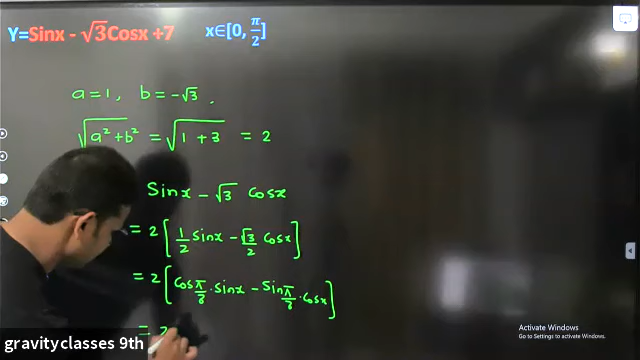 Y=Sinx - √3Cosx +7 x∈[0, π/2]
a = 1, b = -√3.
√(a² + b²) = √(1 + 3) = 2
Sinx - √3 Cosx
= 2 [ 1/2 Sinx - √3/2 Cosx ]
= 2 [ Cos π/3 · Sinx - Sin π/3 · Cosx ]
= 2
Activate Windows
Go to Settings to activate Windows.
gravityclasses 9th